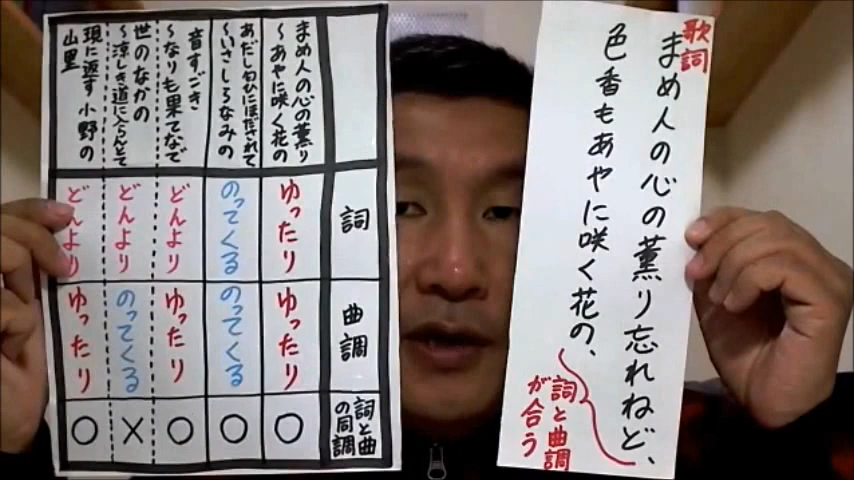 詞
曲調
詞と曲
の同調
まめ人の心の薫り
〜あやに咲く花の
ゆったり
ゆったり
○
あだし匂ひにほだされて
〜いさしらなみの
のってくる
のってくる
○
音すごき
〜なりも果てなで
どんより
ゆったり
○
世のなかの
〜涼しき道に入らんとて
どんより
のってくる
×
現に返す小野の
山里
どんより
ゆったり
○
歌詞
まめ人の心の薫り忘れねど、
色香もあやに咲く花の、
詞と曲調
が合う